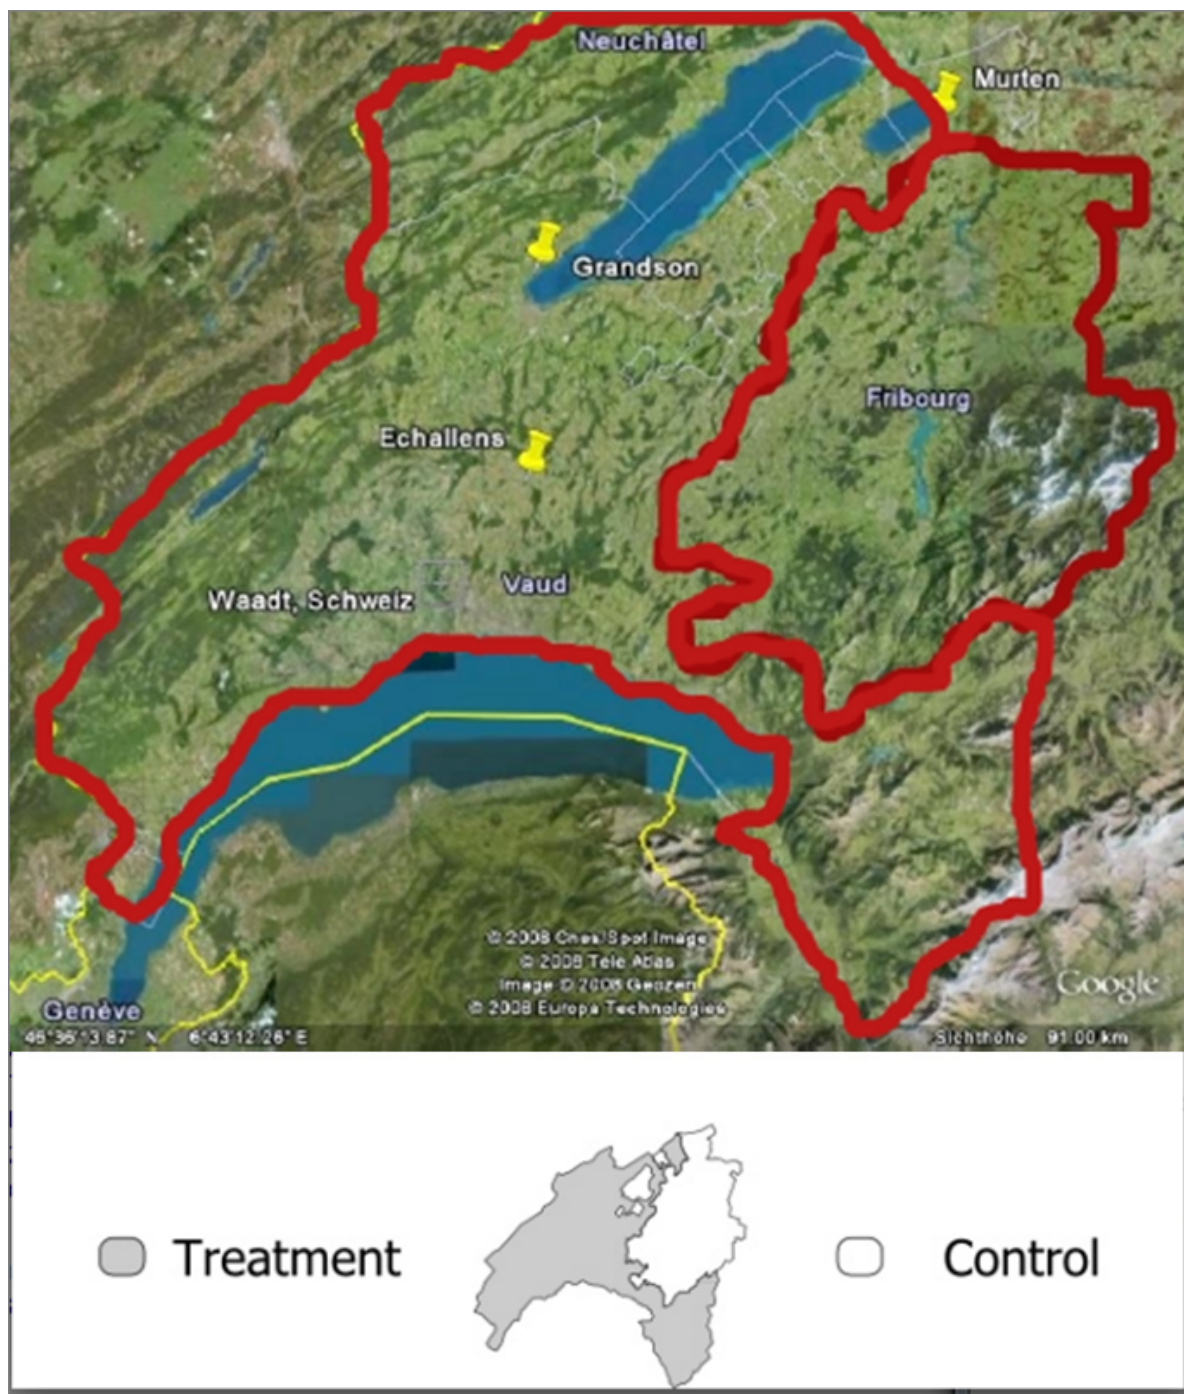 Neuchâtel
Murten
Grandson
Fribourg
Echallens
Vaud
Waadt, Schweiz
© 2008 Cnes/Spot Image
© 2008 Tele Atlas
Image © 2008 Geozen
© 2008 Europa Technologies
Google
Genève
46°36'13.87" N 6°43'12.26" E
Sichthöhe 91.00 km
Treatment
Control